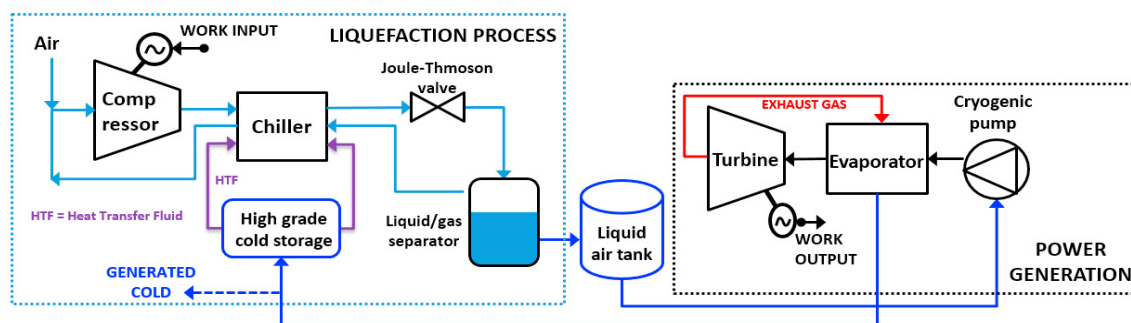 WORK INPUT
LIQUEFACTION PROCESS
Air
Joule-Thmoson
valve
Comp
ressor
Chiller
HTF
HTF = Heat Transfer Fluid
High grade
cold storage
Liquid/gas
separator
GENERATED
COLD
Liquid
air tank
EXHAUST GAS
Cryogenic
pump
Turbine
Evaporator
WORK
OUTPUT
POWER
GENERATION